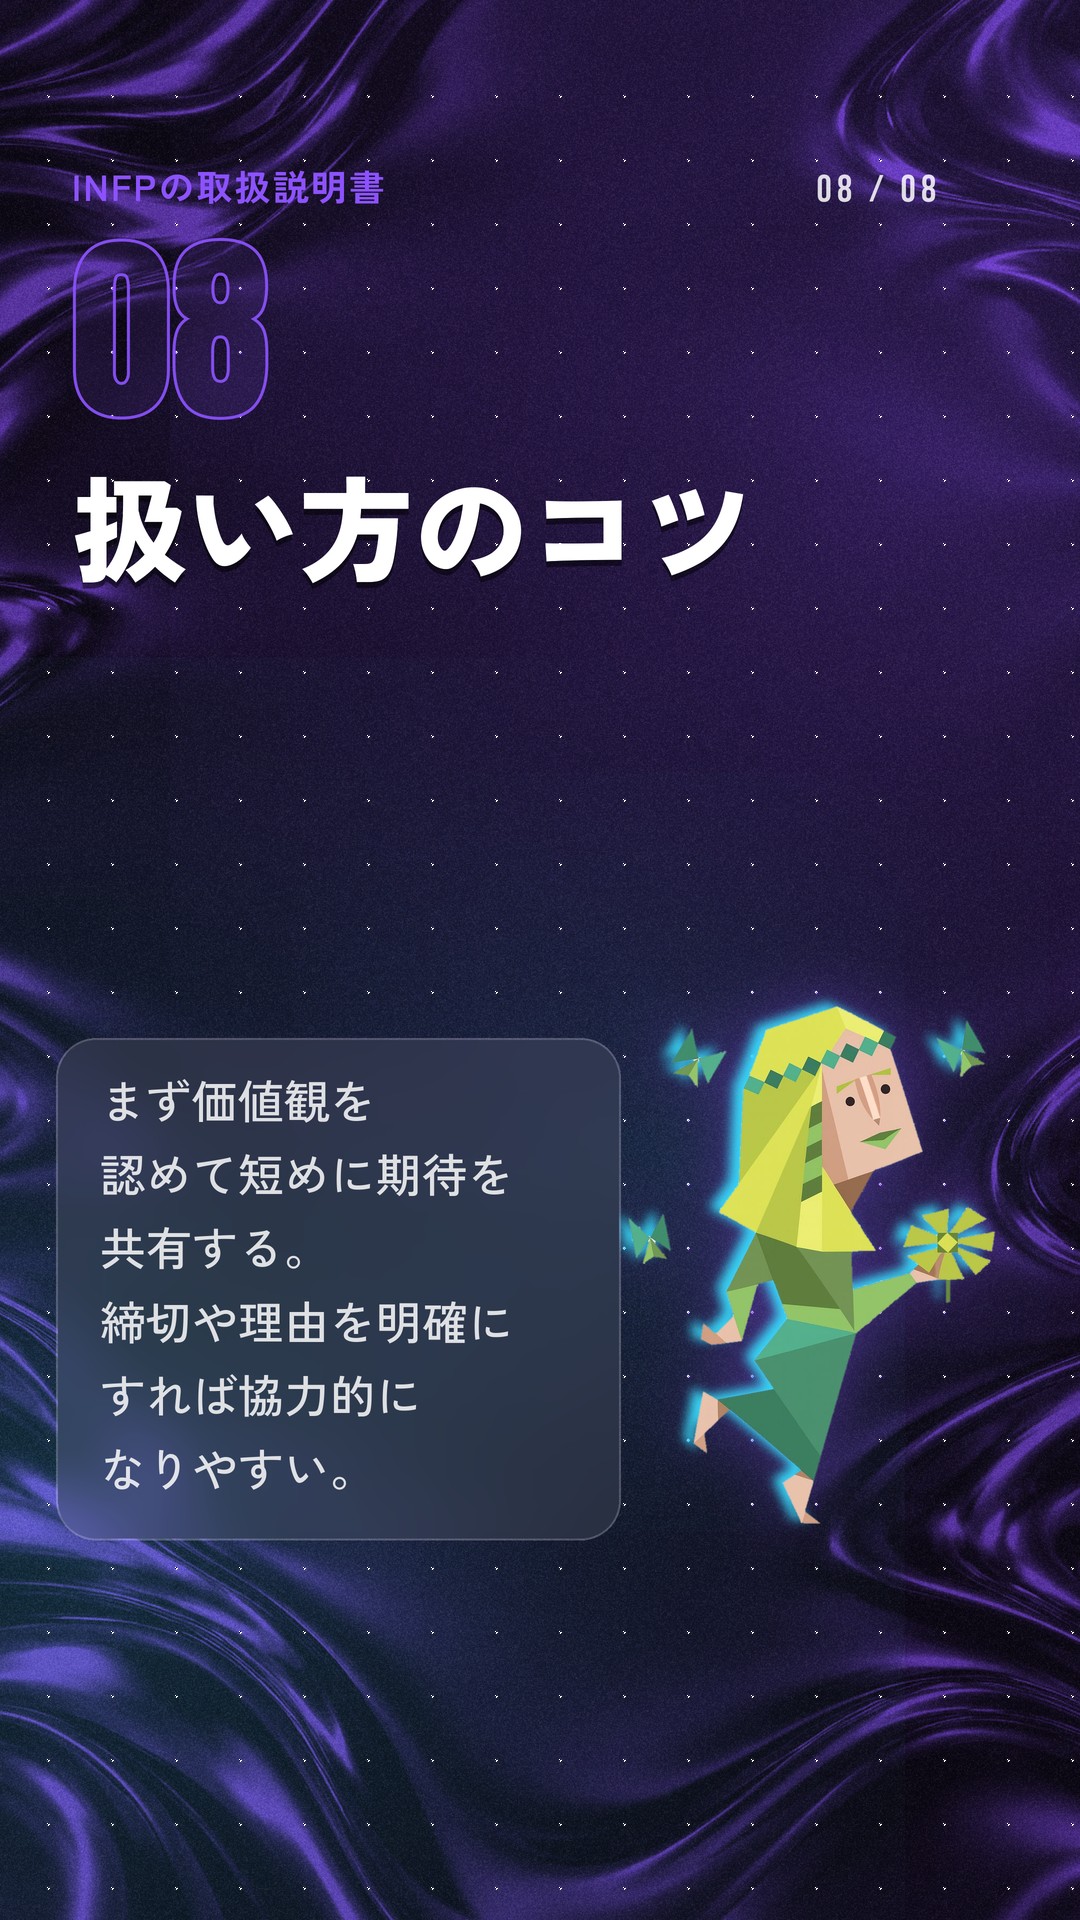 INFPの取扱説明書
08 / 08
08
扱い方のコツ
まず価値観を
認めて短めに期待を
共有する。
締切や理由を明確に
すれば協力的に
なりやすい。